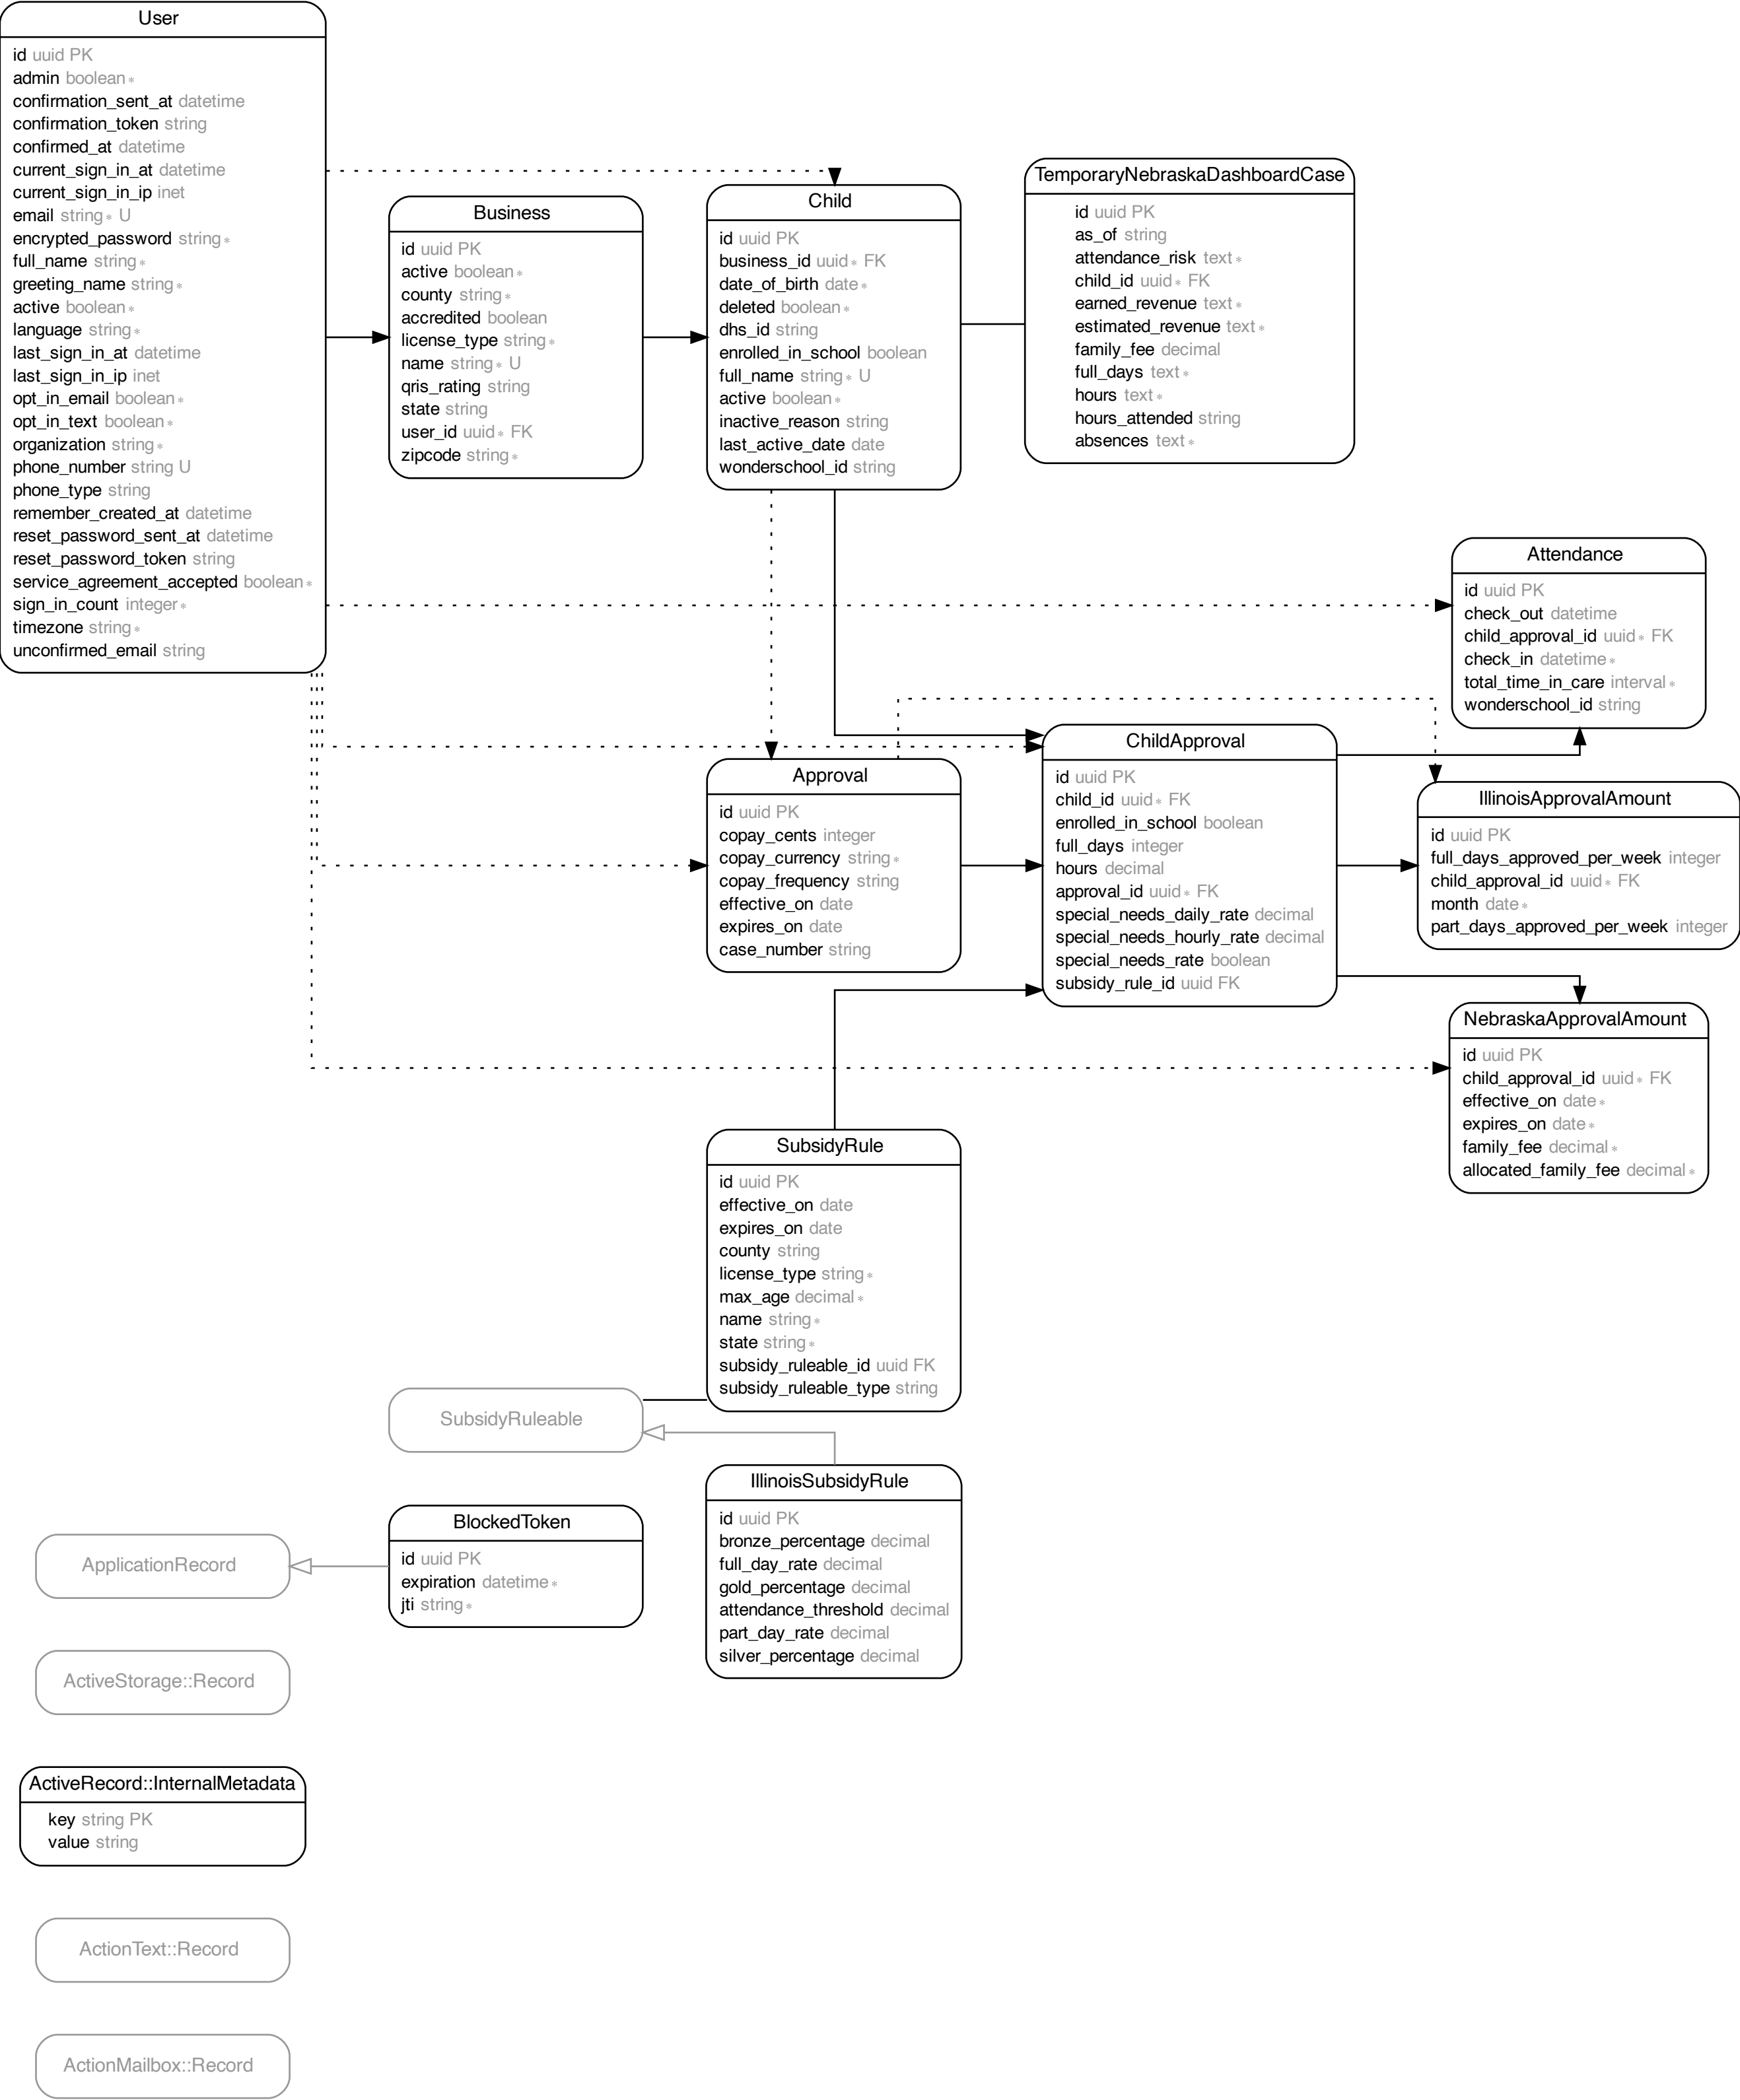 User
id uuid PK
admin boolean *
confirmation_sent_at datetime
confirmation_token string
confirmed_at datetime
current_sign_in_at datetime
current_sign_in_ip inet
email string * U
encrypted_password string *
full_name string *
greeting_name string *
active boolean *
language string *
last_sign_in_at datetime
last_sign_in_ip inet
opt_in_email boolean *
opt_in_text boolean *
organization string *
phone_number string U
phone_type string
remember_created_at datetime
reset_password_sent_at datetime
reset_password_token string
service_agreement_accepted boolean *
sign_in_count integer *
timezone string *
unconfirmed_email string
Business
id uuid PK
active boolean *
county string *
accredited boolean
license_type string *
name string * U
qris_rating string
state string
user_id uuid * FK
zipcode string *
Child
id uuid PK
business_id uuid * FK
date_of_birth date *
deleted boolean *
dhs_id string
enrolled_in_school boolean
full_name string * U
active boolean *
inactive_reason string
last_active_date date
wonderschool_id string
TemporaryNebraskaDashboardCase
id uuid PK
as_of string
attendance_risk text *
child_id uuid * FK
earned_revenue text *
estimated_revenue text *
family_fee decimal
full_days text *
hours text *
hours_attended string
absences text *
Attendance
id uuid PK
check_out datetime
child_approval_id uuid * FK
check_in datetime *
total_time_in_care interval *
wonderschool_id string
Approval
id uuid PK
copay_cents integer
copay_currency string *
copay_frequency string
effective_on date
expires_on date
case_number string
ChildApproval
id uuid PK
child_id uuid * FK
enrolled_in_school boolean
full_days integer
hours decimal
approval_id uuid * FK
special_needs_daily_rate decimal
special_needs_hourly_rate decimal
special_needs_rate boolean
subsidy_rule_id uuid FK
IllinoisApprovalAmount
id uuid PK
full_days_approved_per_week integer
child_approval_id uuid * FK
month date *
part_days_approved_per_week integer
NebraskaApprovalAmount
id uuid PK
child_approval_id uuid * FK
effective_on date *
expires_on date *
family_fee decimal *
allocated_family_fee decimal *
SubsidyRule
id uuid PK
effective_on date
expires_on date
county string
license_type string *
max_age decimal *
name string *
state string *
subsidy_ruleable_id uuid FK
subsidy_ruleable_type string
SubsidyRuleable
IllinoisSubsidyRule
id uuid PK
bronze_percentage decimal
full_day_rate decimal
gold_percentage decimal
attendance_threshold decimal
part_day_rate decimal
silver_percentage decimal
BlockedToken
id uuid PK
expiration datetime *
jti string *
ApplicationRecord
ActiveStorage::Record
ActiveRecord::InternalMetadata
key string PK
value string
ActionText::Record
ActionMailbox::Record